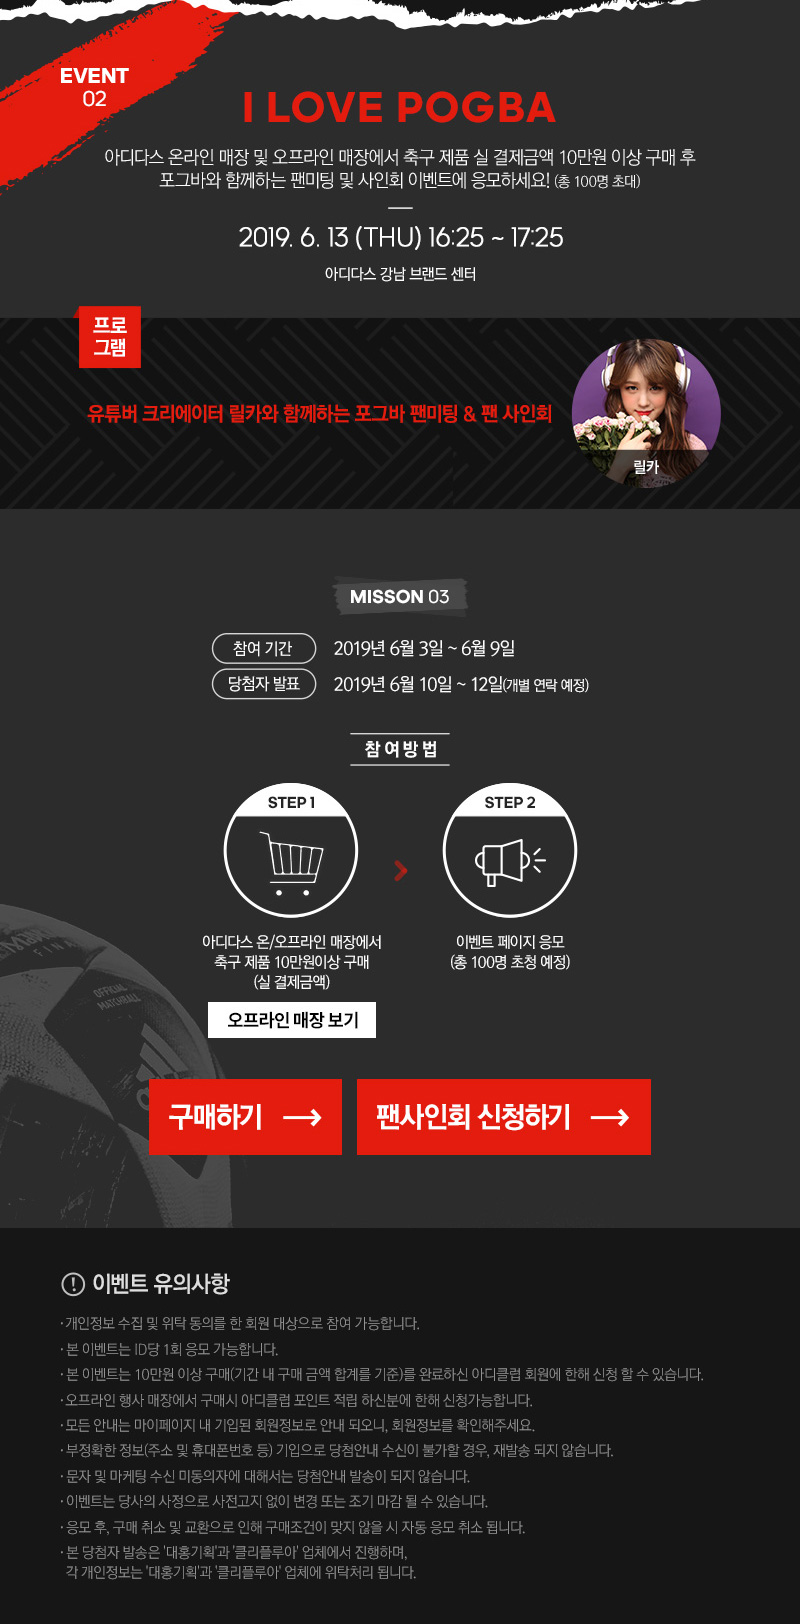 EVENT
02
I LOVE POGBA
아디다스 온라인 매장 및 오프라인 매장에서 축구 제품 실 결제금액 10만원 이상 구매 후
포그바와 함께하는 팬미팅 및 사인회 이벤트에 응모하세요! (총 100명 초대)
2019. 6. 13 (THU) 16:25 ~ 17:25
아디다스 강남 브랜드 센터
프로
그램
유튜버 크리에이터 릴카와 함께하는 포그바 팬미팅 & 팬 사인회
릴카
MISSON 03
참여 기간 2019년 6월 3일 ~ 6월 9일
당첨자 발표 2019년 6월 10일 ~ 12일(개별 연락 예정)
참 여 방 법
STEP 1
STEP 2
아디다스 온/오프라인 매장에서
축구 제품 10만원이상 구매
(실 결제금액)
이벤트 페이지 응모
(총 100명 초청 예정)
오프라인 매장 보기
OFFICIAL
MATCHBALL
구매하기 →
팬사인회 신청하기 →
이벤트 유의사항
· 개인정보 수집 및 위탁 동의를 한 회원 대상으로 참여 가능합니다.
· 본 이벤트는 ID당 1회 응모 가능합니다.
· 본 이벤트는 10만원 이상 구매(기간 내 구매 금액 합계를 기준)를 완료하신 아디클럽 회원에 한해 신청 할 수 있습니다.
· 오프라인 행사 매장에서 구매시 아디클럽 포인트 적립 하신분에 한해 신청가능합니다.
· 모든 안내는 마이페이지 내 기입된 회원정보로 안내 되오니, 회원정보를 확인해주세요.
· 부정확한 정보(주소 및 휴대폰번호 등) 기입으로 당첨안내 수신이 불가할 경우, 재발송 되지 않습니다.
· 문자 및 마케팅 수신 미동의자에 대해서는 당첨안내 발송이 되지 않습니다.
· 이벤트는 당사의 사정으로 사전고지 없이 변경 또는 조기 마감 될 수 있습니다.
· 응모 후, 구매 취소 및 교환으로 인해 구매조건이 맞지 않을 시 자동 응모 취소 됩니다.
· 본 당첨자 발송은 '대홍기획'과 '클리플루아' 업체에서 진행하며,
각 개인정보는 '대홍기획'과 '클리플루아' 업체에 위탁처리 됩니다.